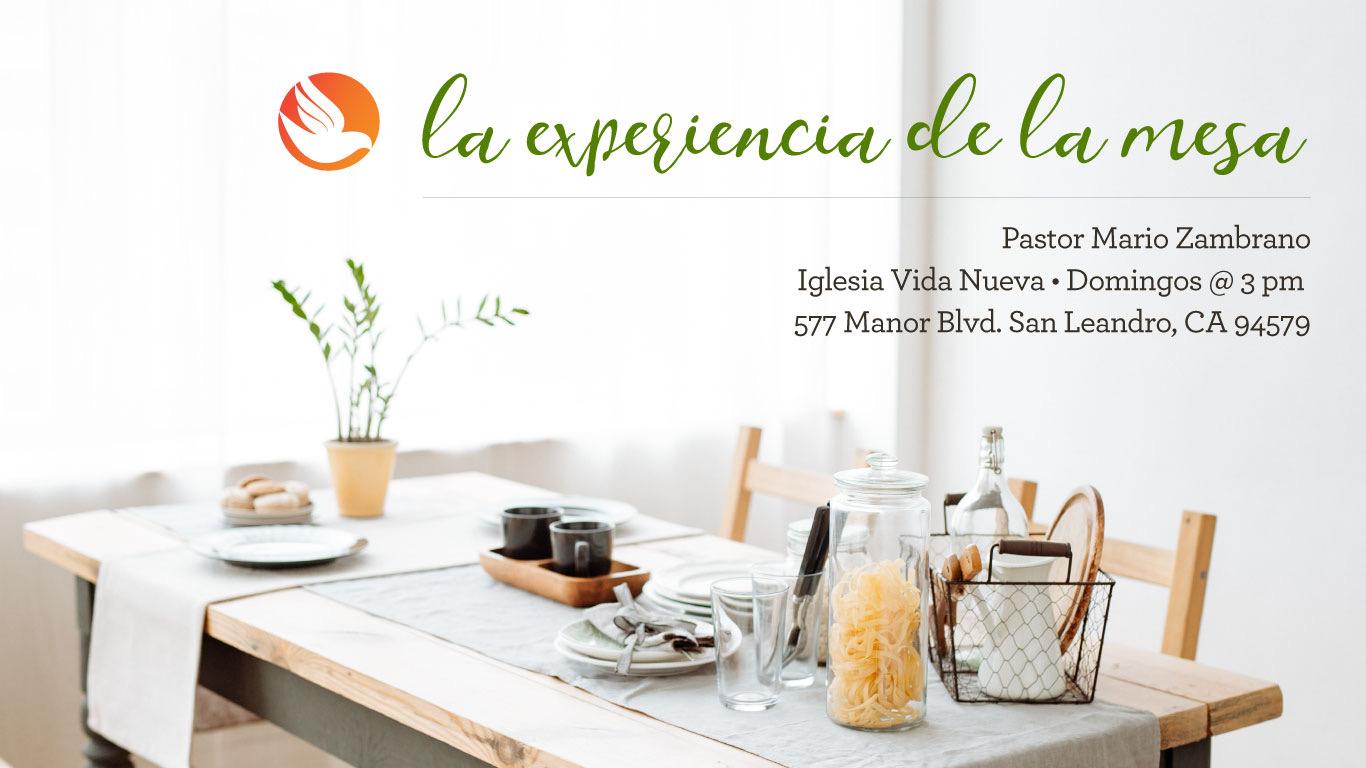 la experiencia de la mesa
Pastor Mario Zambrano
Iglesia Vida Nueva • Domingos @ 3 pm
577 Manor Blvd. San Leandro, CA 94579